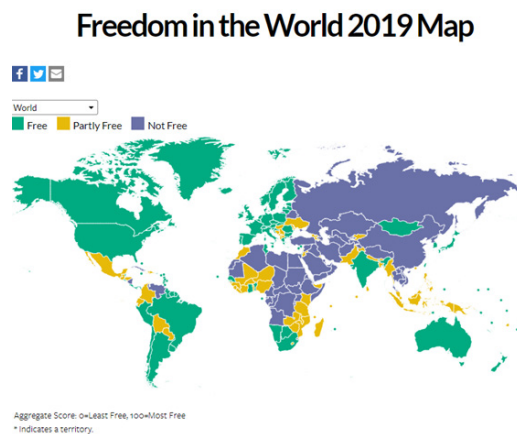 Freedom in the World 2019 Map
World
Free Partly Free Not Free
Aggregate Score: 0=Least Free, 100=Most Free
* Indicates a territory.